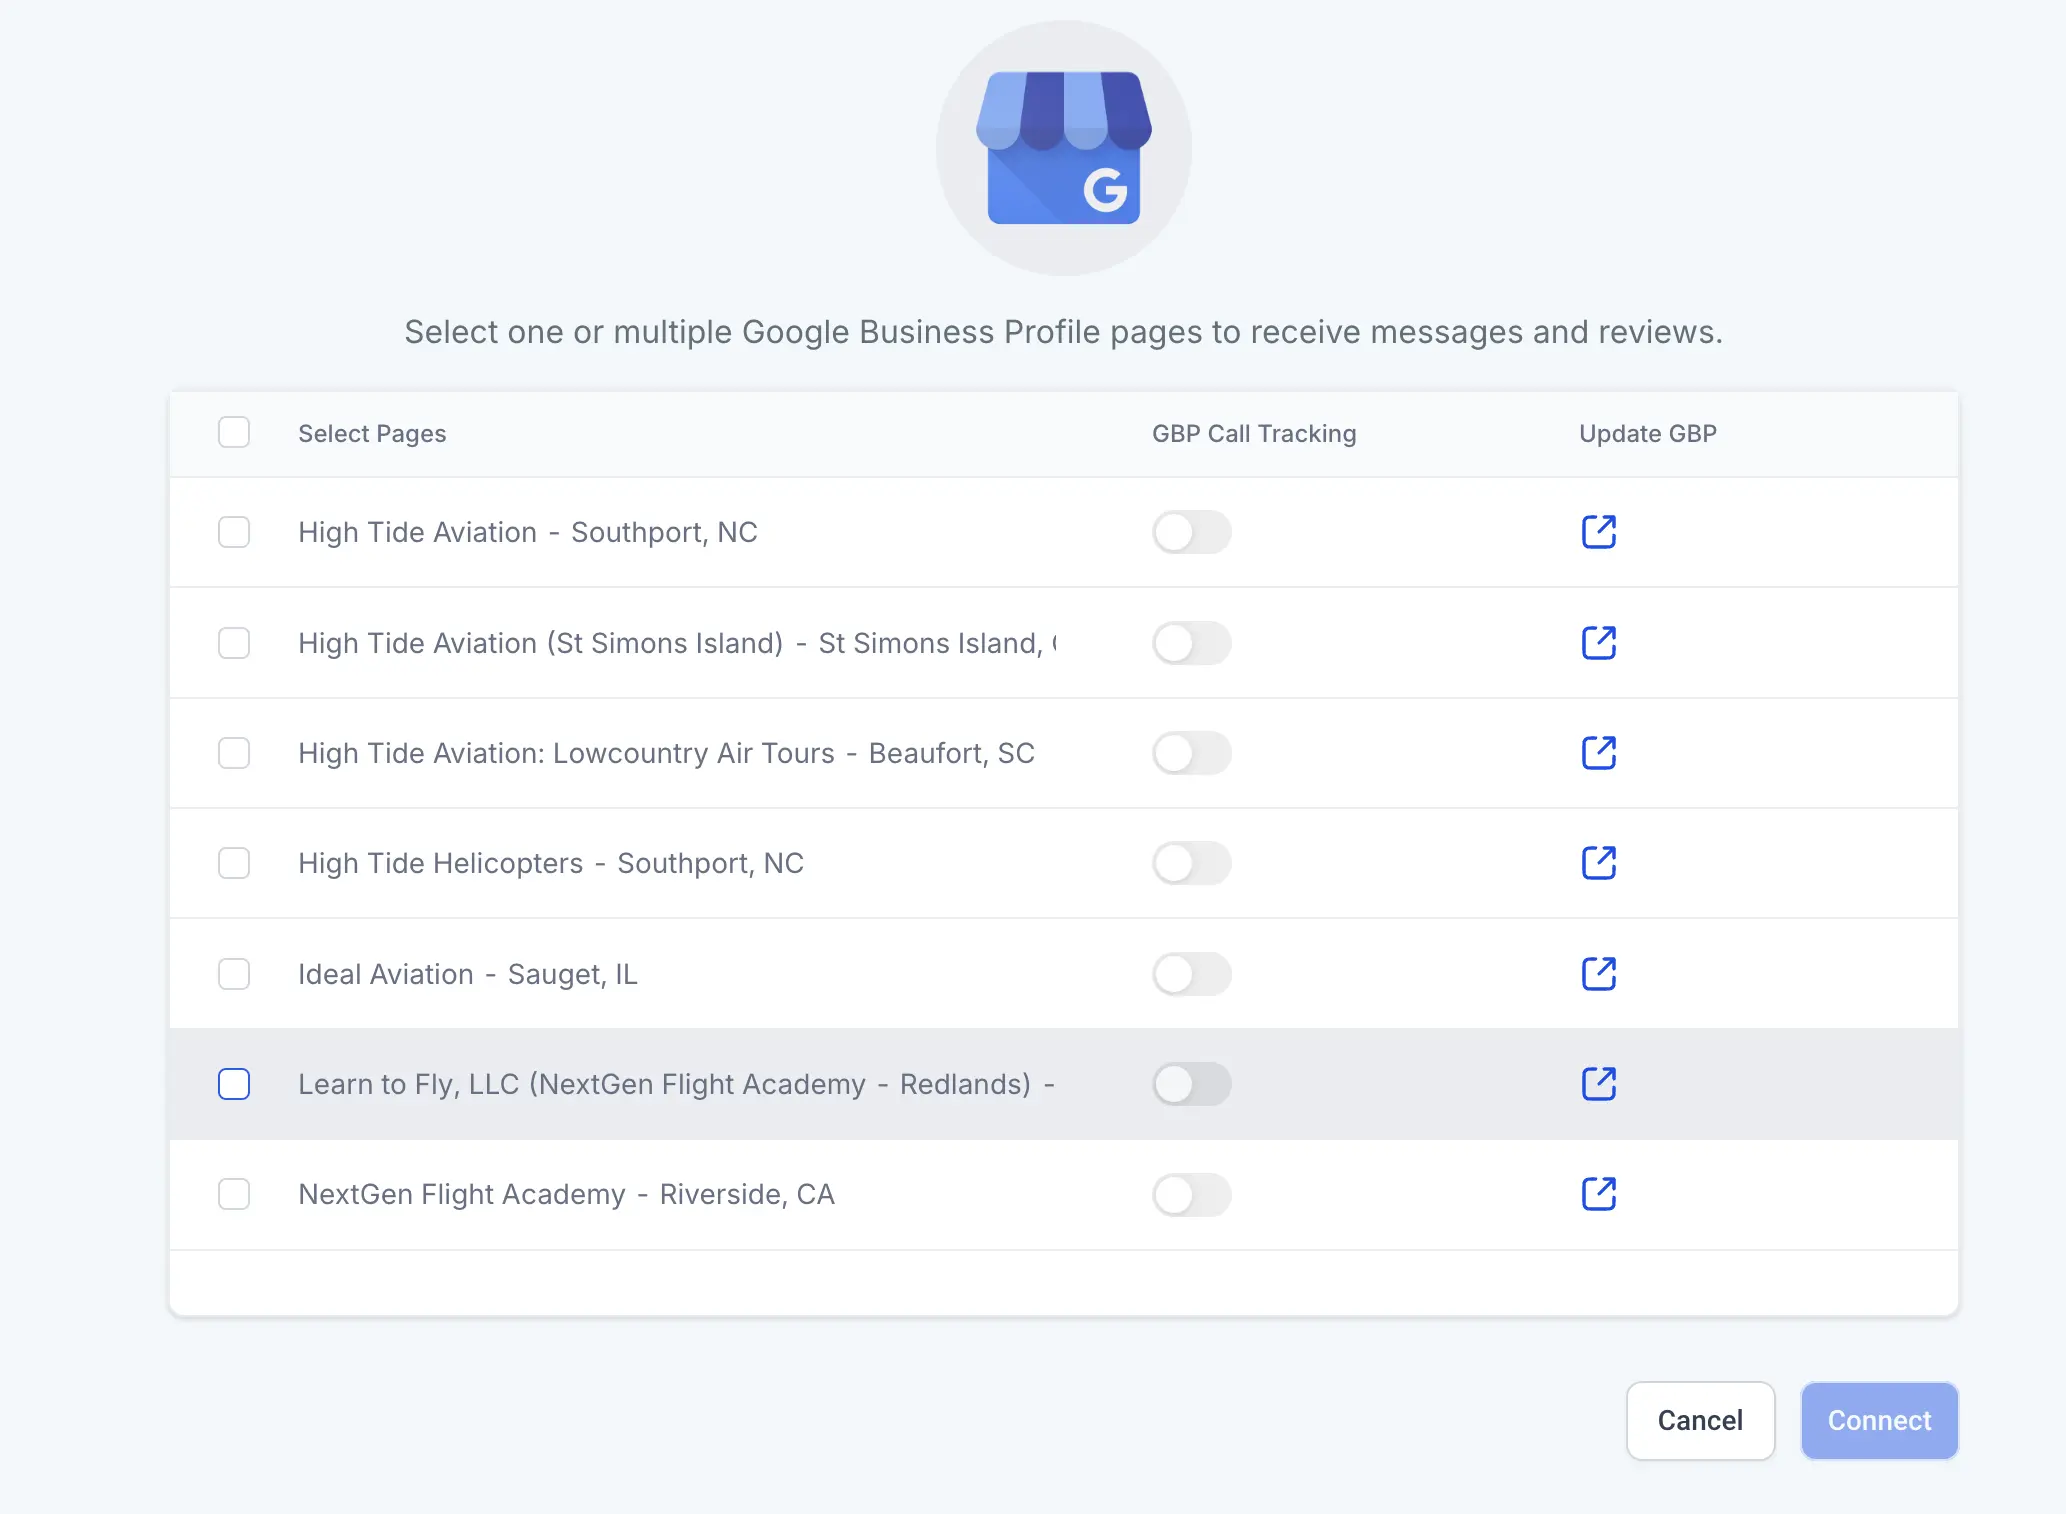 G
Select one or multiple Google Business Profile pages to receive messages and reviews.
Select Pages GBP Call Tracking Update GBP
High Tide Aviation - Southport, NC
High Tide Aviation (St Simons Island) - St Simons Island,
High Tide Aviation: Lowcountry Air Tours - Beaufort, SC
High Tide Helicopters - Southport, NC
Ideal Aviation - Sauget, IL
Learn to Fly, LLC (NextGen Flight Academy - Redlands) -
NextGen Flight Academy - Riverside, CA
Cancel Connect